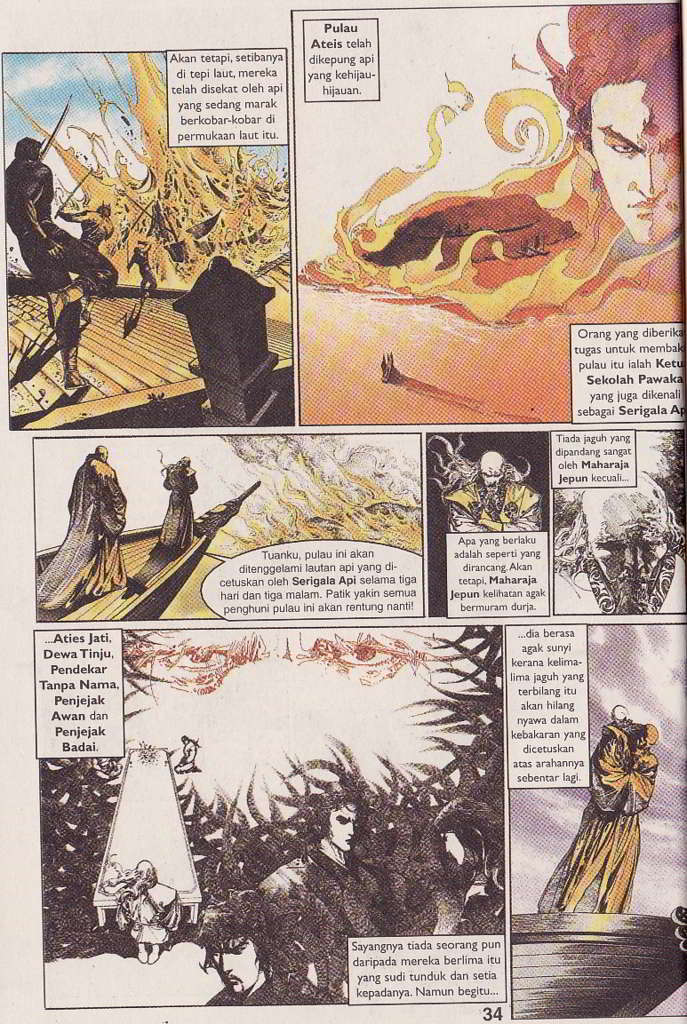 Akan tetapi, setibanya
di tepi laut, mereka
telah disekat oleh api
yang sedang marak
berkobar-kobar di
permukaan laut itu.
Pulau
Ateis telah
dikepung api
yang kehijau-
hijauan.
Orang yang diberika
tugas untuk membak
pulau itu ialah Ketu
Sekolah Pawaka
yang juga dikenali
sebagai Serigala Ap
Tuanku, pulau ini akan
ditenggelami lautan api yang di-
cetuskan oleh Serigala Api selama tiga
hari dan tiga malam. Patik yakin semua
penghuni pulau ini akan rentung nanti!
Apa yang berlaku
adalah seperti yang
dirancang. Akan
tetapi, Maharaja
Jepun kelihatan agak
bermuram durja.
Tiada jaguh yang
dipandang sangat
oleh Maharaja
Jepun kecuali...
...Aties Jati,
Dewa Tinju,
Pendekar
Tanpa Nama,
Penjejak
Awan dan
Penjejak
Badai.
Sayangnya tiada seorang pun
daripada mereka berlima itu
yang sudi tunduk dan setia
kepadanya. Namun begitu...
...dia berasa
agak sunyi
kerana kelima-
lima jaguh yang
terbilang itu
akan hilang
nyawa dalam
kebakaran yang
dicetuskan
atas arahannya
sebentar lagi.
34